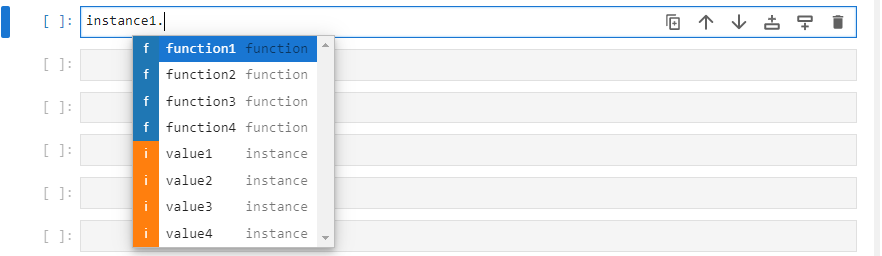 [ ]: instance1.
f function1 function
[ ]:
f function2 function
f function3 function
[ ]:
f function4 function
[ ]:
i value1 instance
i value2 instance
[ ]:
i value3 instance
[ ]:
i value4 instance